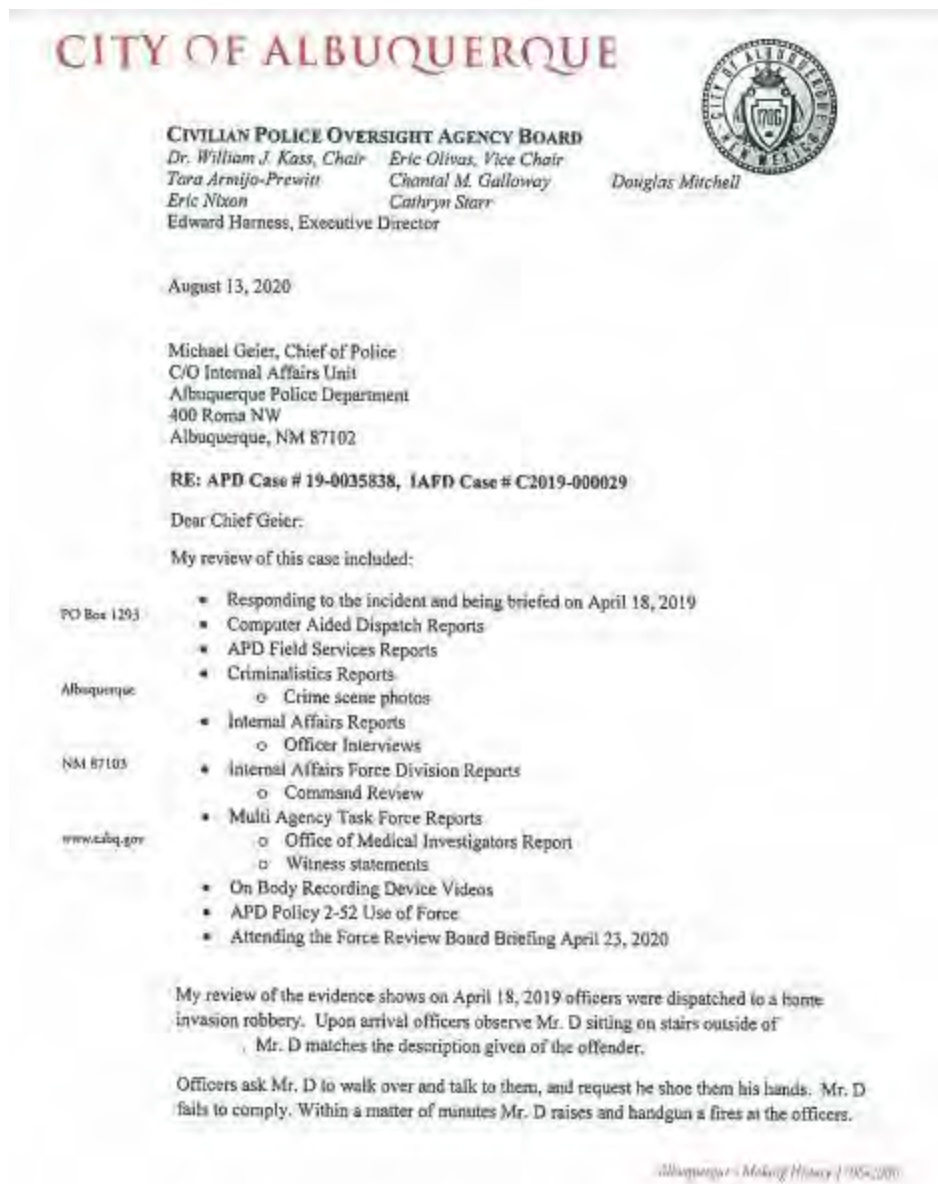 CITY OF ALBUQUERQUE
CITY OF ALBUQUERQUE
1706
NEW MEXICO
CIVILIAN POLICE OVERSIGHT AGENCY BOARD
Dr. William J. Kass, Chair Eric Olivas, Vice Chair
Tara Armijo-Prewitt Chantal M. Galloway Douglas Mitchell
Eric Nixon Cathryn Starr
Edward Harness, Executive Director
August 13, 2020
Michael Geier, Chief of Police
C/O Internal Affairs Unit
Albuquerque Police Department
400 Roma NW
Albuquerque, NM 87102
RE: APD Case # 19-0035838, IAFD Case # C2019-000029
Dear Chief Geier:
My review of this case included:
• Responding to the incident and being briefed on April 18, 2019
PO Box 1293
• Computer Aided Dispatch Reports
• APD Field Services Reports
• Criminalistics Reports
Albuquerque
o Crime scene photos
• Internal Affairs Reports
o Officer Interviews
NM 87103
• Internal Affairs Force Division Reports
o Command Review
• Multi Agency Task Force Reports
www.cabq.gov
o Office of Medical Investigators Report
o Witness statements
• On Body Recording Device Videos
• APD Policy 2-52 Use of Force
• Attending the Force Review Board Briefing April 23, 2020
My review of the evidence shows on April 18, 2019 officers were dispatched to a home
invasion robbery. Upon arrival officers observe Mr. D sitting on stairs outside of
. Mr. D matches the description given of the offender.
Officers ask Mr. D to walk over and talk to them, and request he shoe them his hands. Mr. D
fails to comply. Within a matter of minutes Mr. D raises and handgun a fires at the officers.
Albuquerque - Making History 1706-2006